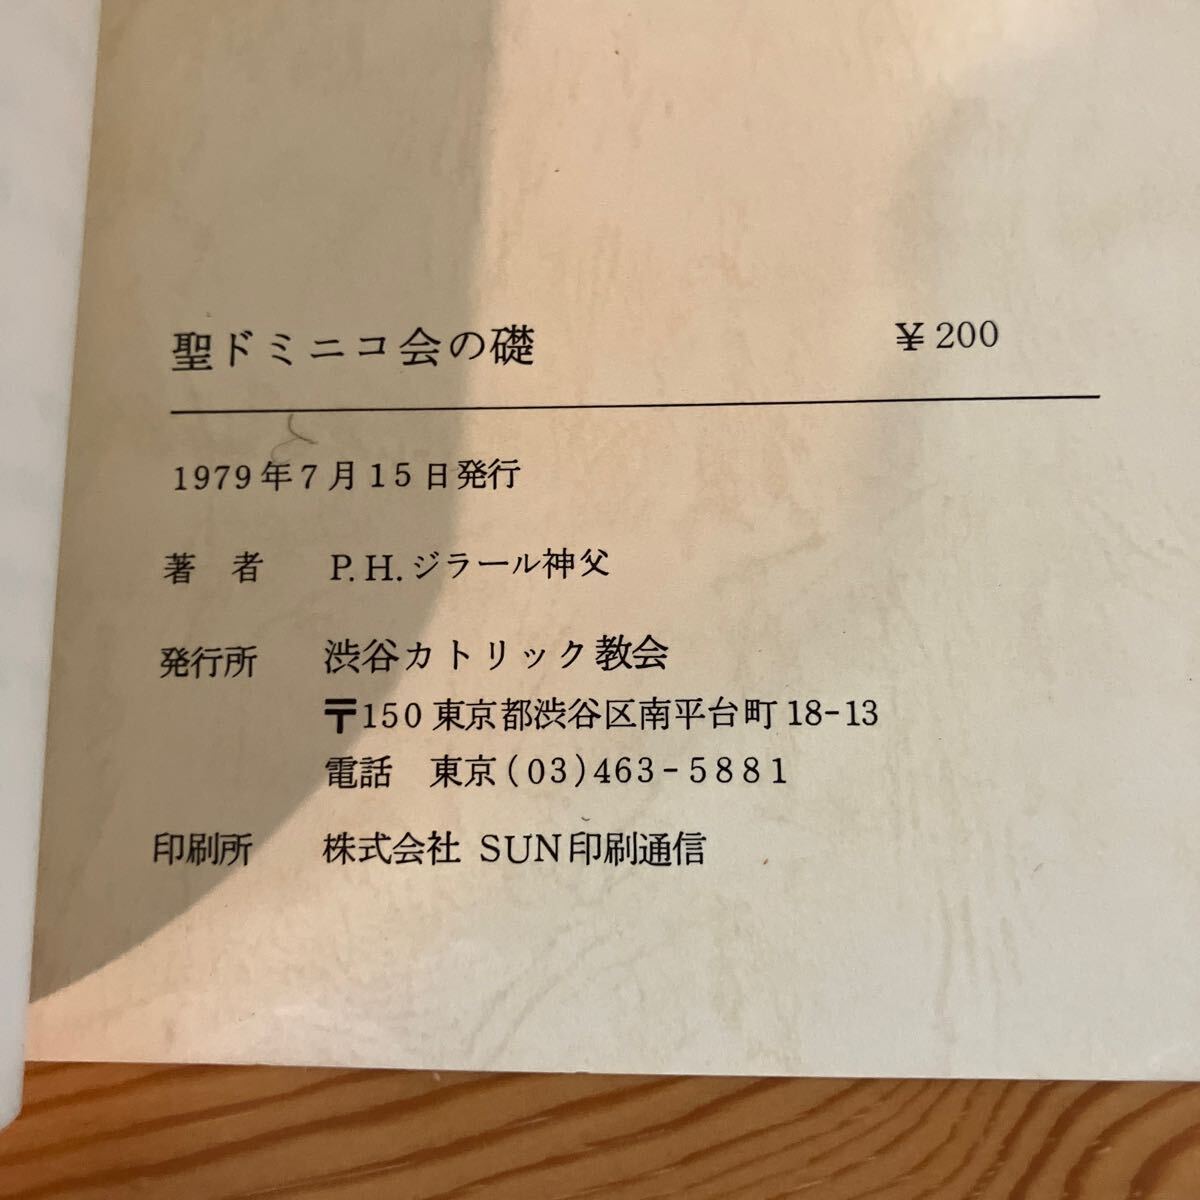 聖ドミニコ会の礎 ¥200
1979年7月15日発行
著 者 P.H.ジラール神父
発行所 渋谷カトリック教会
〒150 東京都渋谷区南平台町18-13
電話 東京(03)463-5881
印刷所 株式会社 SUN印刷通信